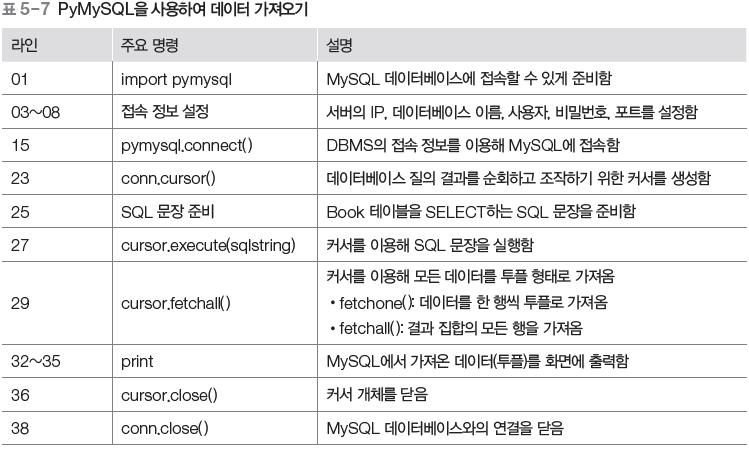 표 5-7 PyMySQL을 사용하여 데이터 가져오기
라인 주요 명령 설명
01 import pymysql MySQL 데이터베이스에 접속할 수 있게 준비함
03~08 접속 정보 설정 서버의 IP, 데이터베이스 이름, 사용자, 비밀번호, 포트를 설정함
15 pymysql.connect() DBMS의 접속 정보를 이용해 MySQL에 접속함
23 conn.cursor() 데이터베이스 질의 결과를 순회하고 조작하기 위한 커서를 생성함
25 SQL 문장 준비 Book 테이블을 SELECT하는 SQL 문장을 준비함
27 cursor.execute(sqlstring) 커서를 이용해 SQL 문장을 실행함
29 cursor.fetchall() 커서를 이용해 모든 데이터를 투플 형태로 가져옴
• fetchone(): 데이터를 한 행씩 투플로 가져옴
• fetchall(): 결과 집합의 모든 행을 가져옴
32~35 print MySQL에서 가져온 데이터(투플)를 화면에 출력함
36 cursor.close() 커서 개체를 닫음
38 conn.close() MySQL 데이터베이스와의 연결을 닫음